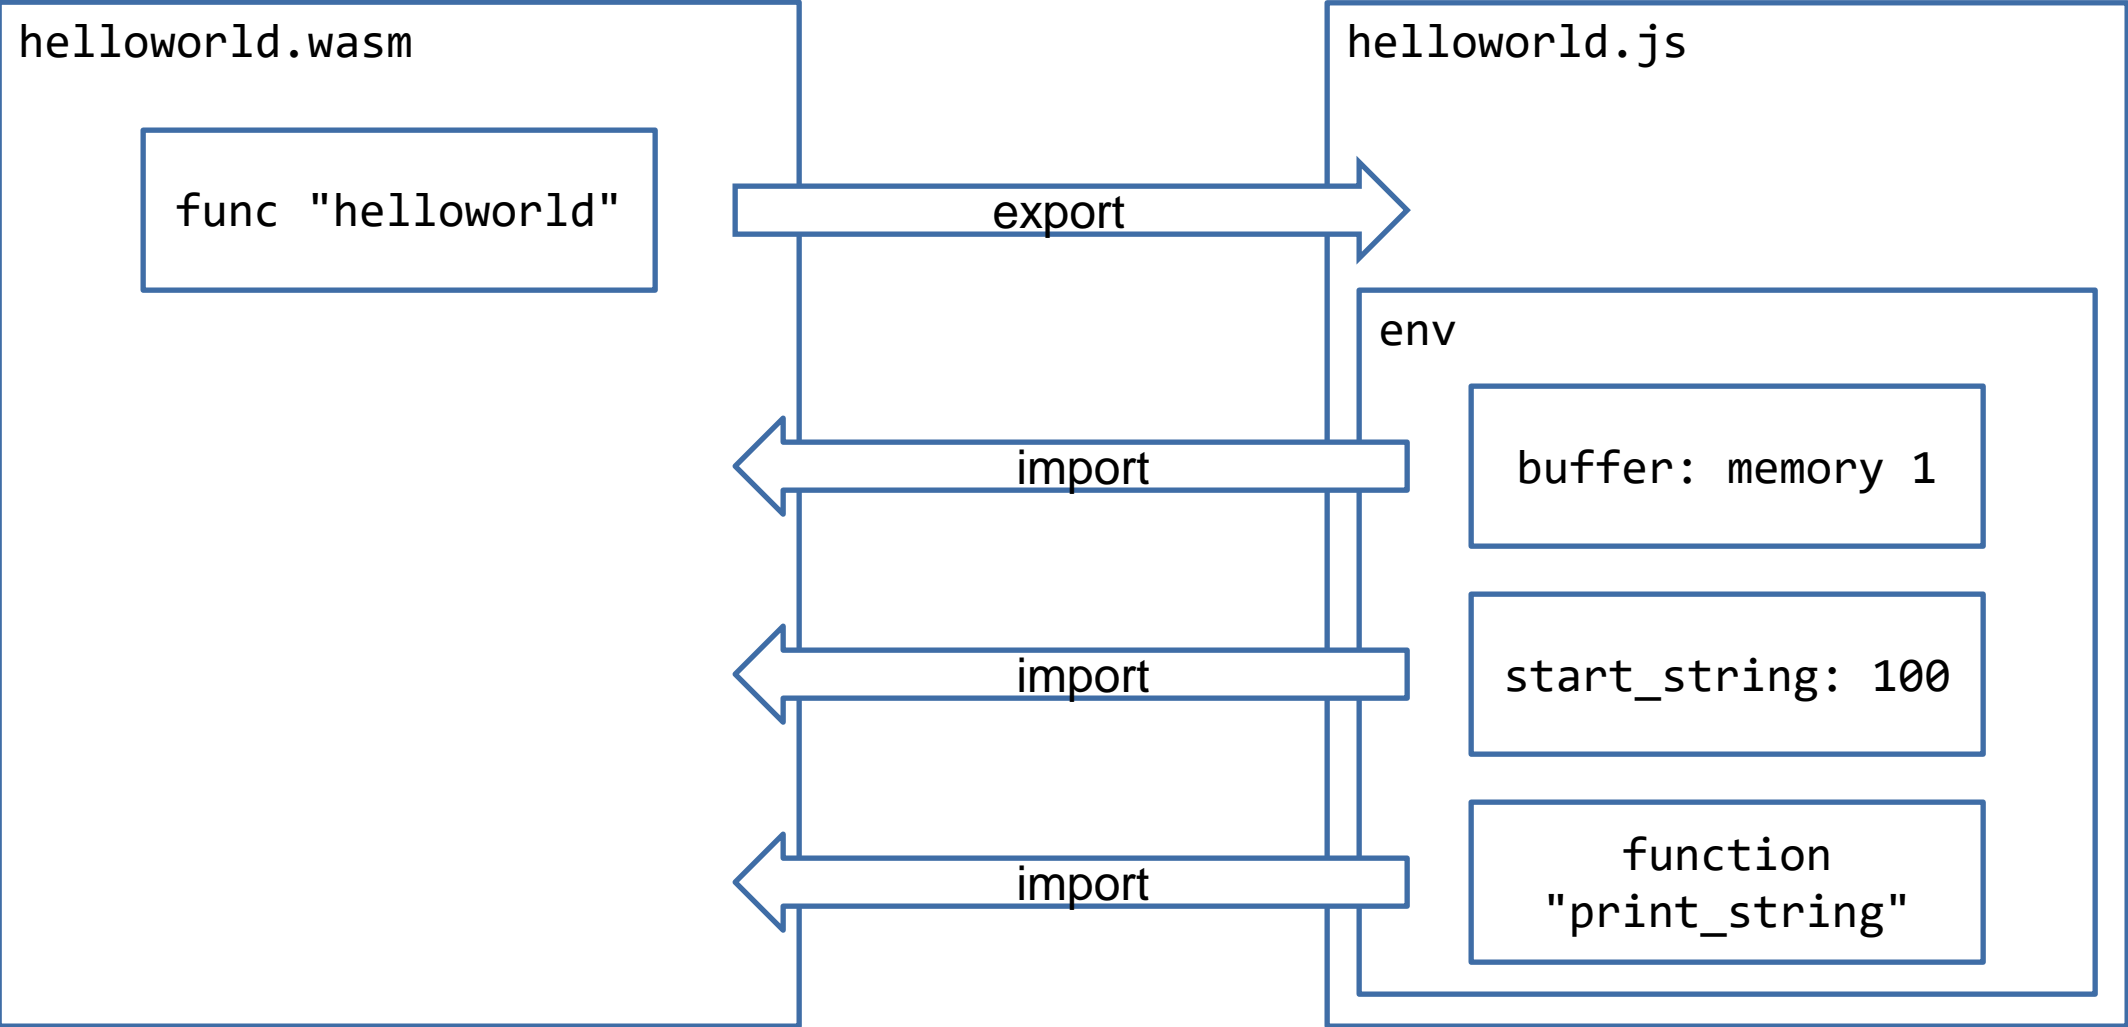 helloworld.wasm
func "helloworld"
export
helloworld.js
env
import
buffer: memory 1
import
start_string: 100
import
function
"print_string"